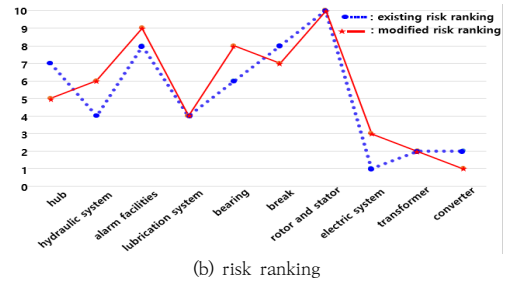 10
9
8
7
6
5
4
3
2
1
0
: existing risk ranking
: modified risk ranking
hub
hydraulic system
alarm facilities
lubrication system
bearing
break
rotor and stator
electric system
transformer
converter
(b) risk ranking